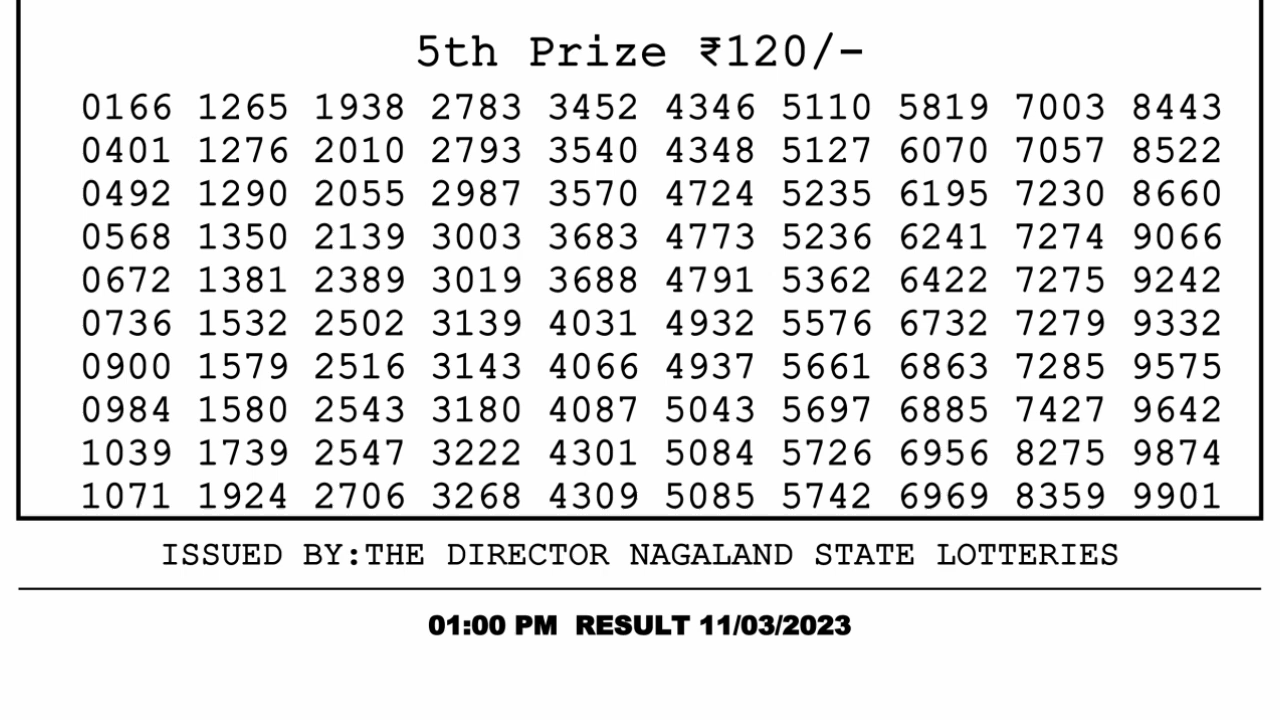 5th Prize ₹120/-
0166 1265 1938 2783 3452 4346 5110 5819 7003 8443
0401 1276 2010 2793 3540 4348 5127 6070 7057 8522
0492 1290 2055 2987 3570 4724 5235 6195 7230 8660
0568 1350 2139 3003 3683 4773 5236 6241 7274 9066
0672 1381 2389 3019 3688 4791 5362 6422 7275 9242
0736 1532 2502 3139 4031 4932 5576 6732 7279 9332
0900 1579 2516 3143 4066 4937 5661 6863 7285 9575
0984 1580 2543 3180 4087 5043 5697 6885 7427 9642
1039 1739 2547 3222 4301 5084 5726 6956 8275 9874
1071 1924 2706 3268 4309 5085 5742 6969 8359 9901
ISSUED BY:THE DIRECTOR NAGALAND STATE LOTTERIES
01:00 PM RESULT 11/03/2023